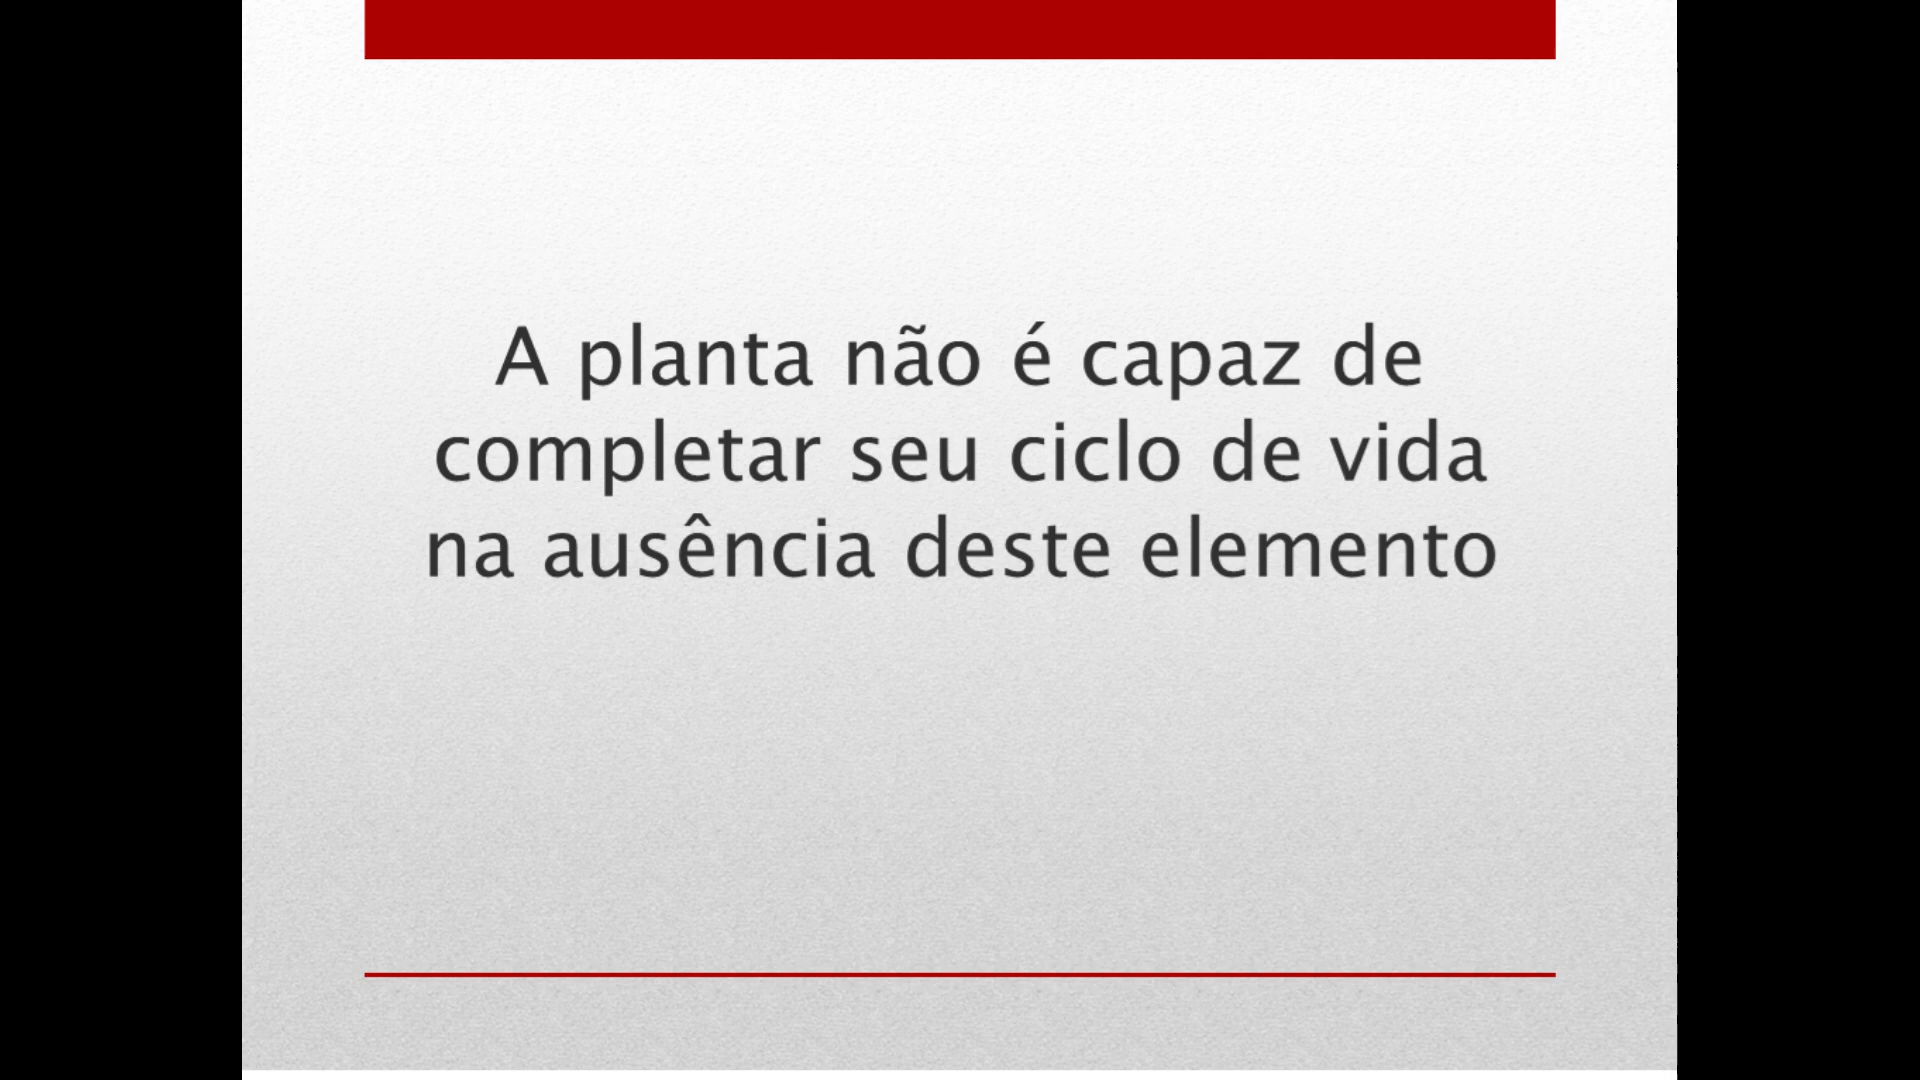 A planta não é capaz de
completar seu ciclo de vida
na ausência deste elemento